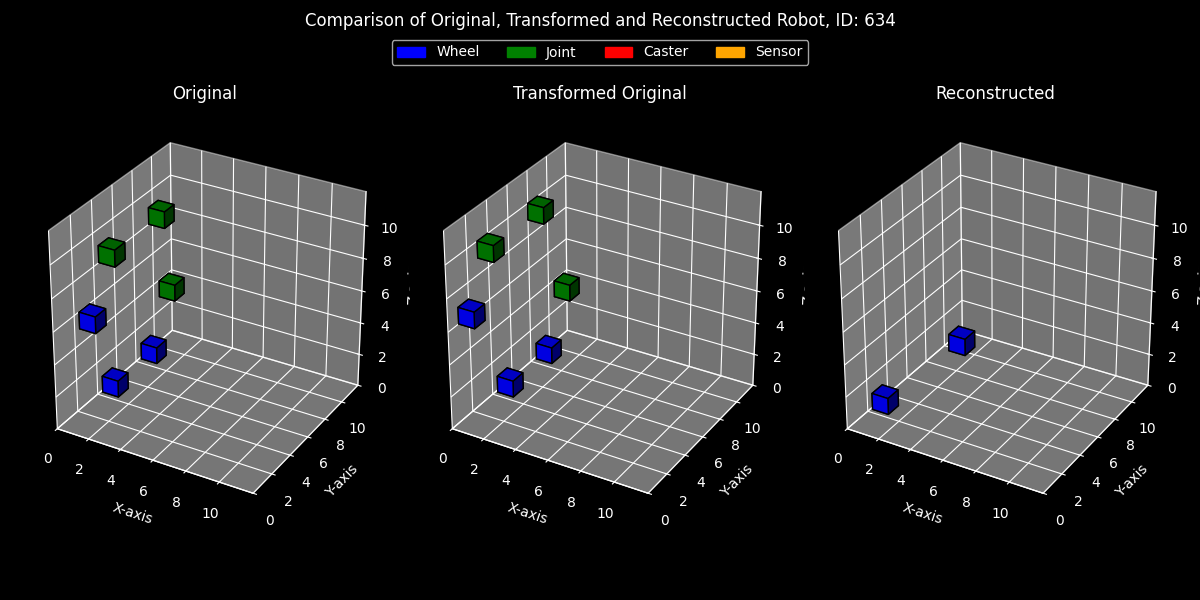 Comparison of Original, Transformed and Reconstructed Robot, ID: 634
Wheel Joint Caster Sensor
Original Transformed Original Reconstructed
10 8 6 4 2 0
0 2 4 6 8 10
X-axis
0 2 4 6 8 10
Y-axis
10 8 6 4 2 0
0 2 4 6 8 10
X-axis
0 2 4 6 8 10
Y-axis
10 8 6 4 2 0
0 2 4 6 8 10
X-axis
0 2 4 6 8 10
Y-axis